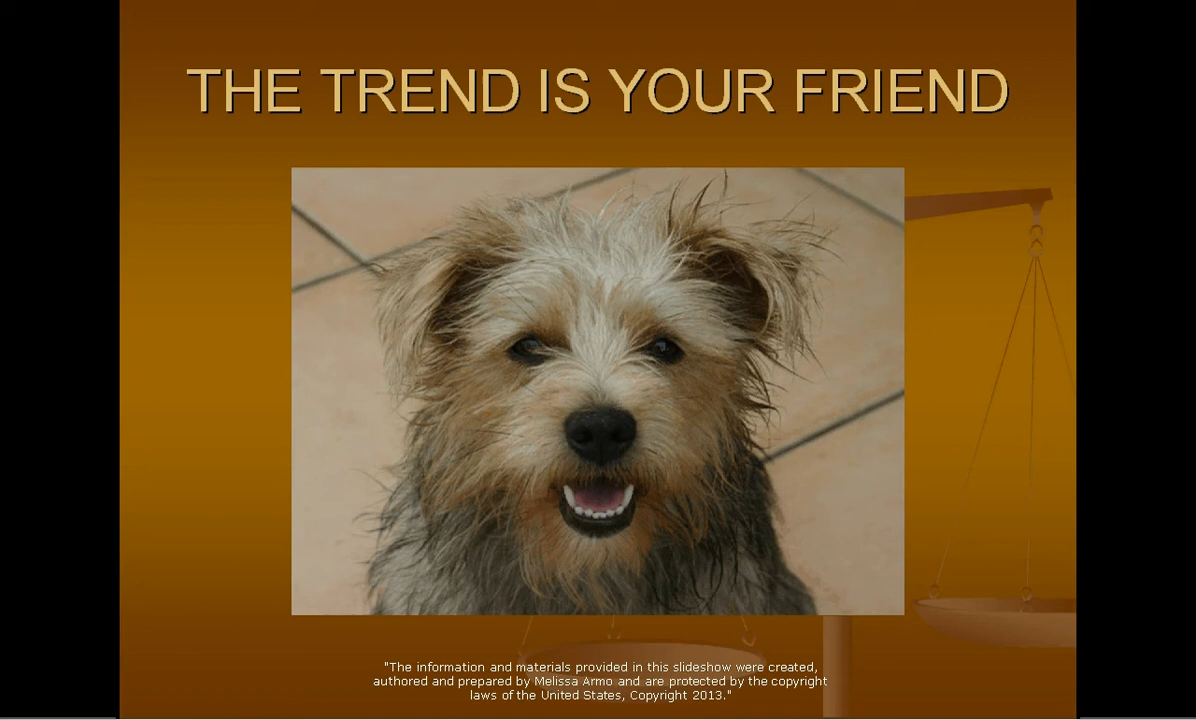 THE TREND IS YOUR FRIEND
"The information and materials provided in this slideshow were created,
authored and prepared by Melissa Armo and are protected by the copyright
laws of the United States, Copyright 2013."